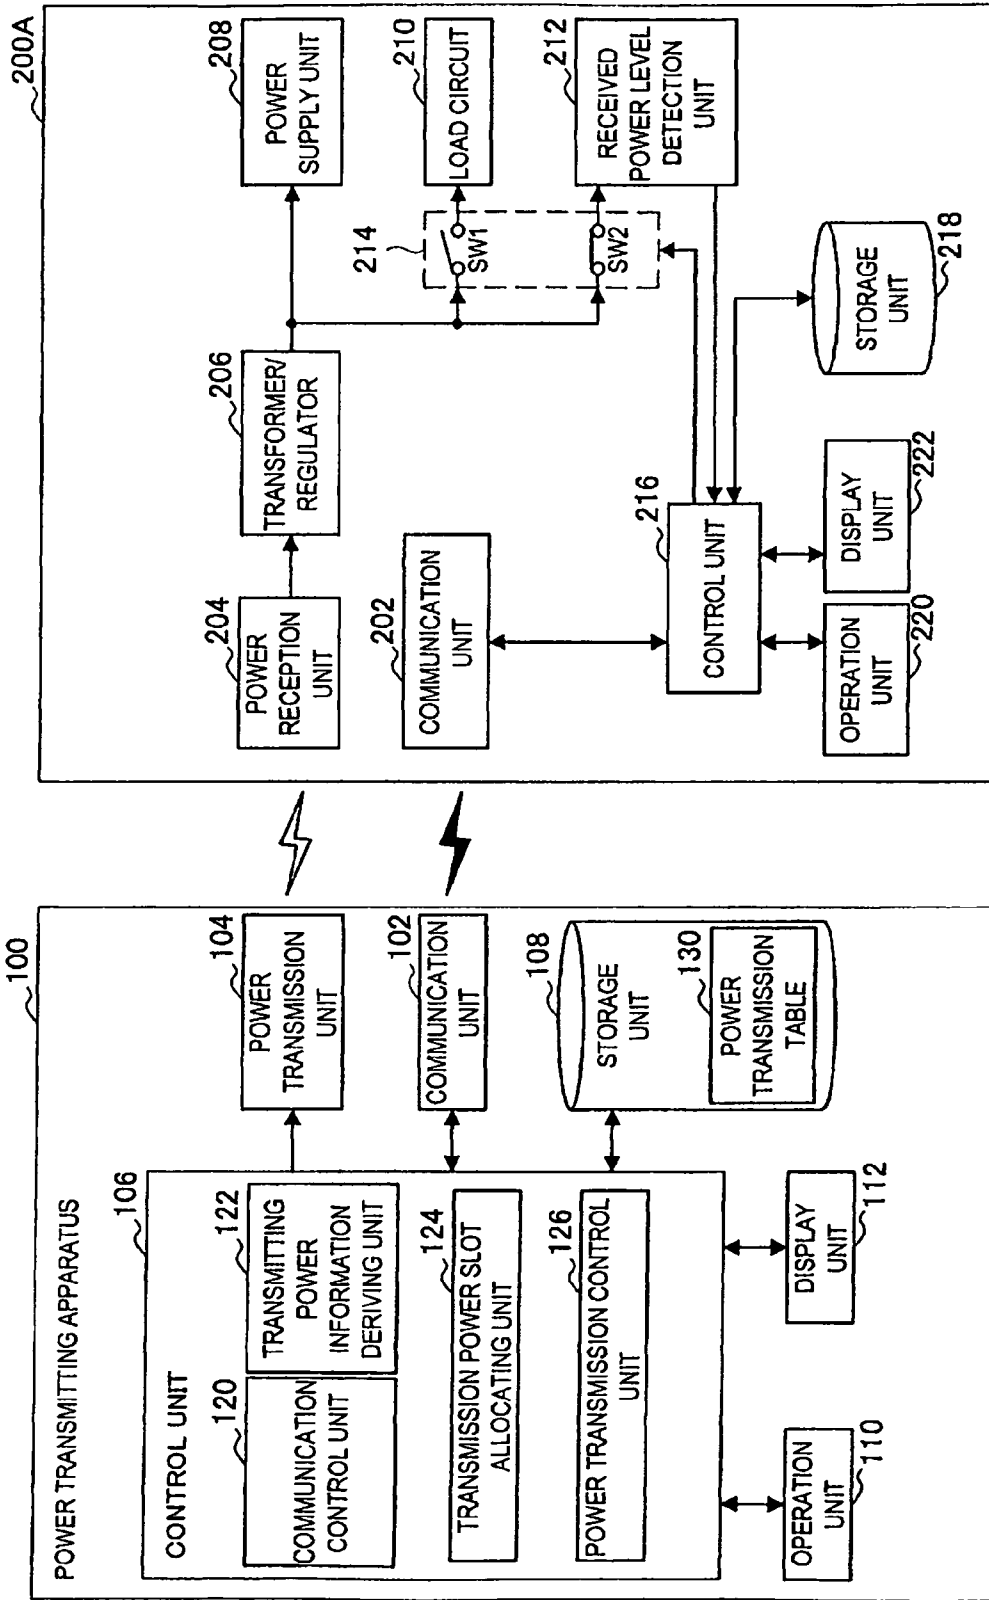 100
POWER TRANSMITTING APPARATUS
106
CONTROL UNIT
120
COMMUNICATION
CONTROL UNIT
122
TRANSMITTING
POWER
INFORMATION
DERIVING UNIT
124
TRANSMISSION POWER SLOT
ALLOCATING UNIT
126
POWER TRANSMISSION CONTROL
UNIT
104
POWER
TRANSMISSION
UNIT
102
COMMUNICATION
UNIT
108
STORAGE
UNIT
130
POWER
TRANSMISSION
TABLE
OPERATION
UNIT
110
DISPLAY
UNIT
112
200A
204
POWER
RECEPTION
UNIT
206
TRANSFORMER/
REGULATOR
208
POWER
SUPPLY UNIT
202
COMMUNICATION
UNIT
214
SW1
SW2
210
LOAD CIRCUIT
212
RECEIVED
POWER LEVEL
DETECTION
UNIT
216
CONTROL UNIT
STORAGE
UNIT
218
OPERATION
UNIT
220
DISPLAY
UNIT
222